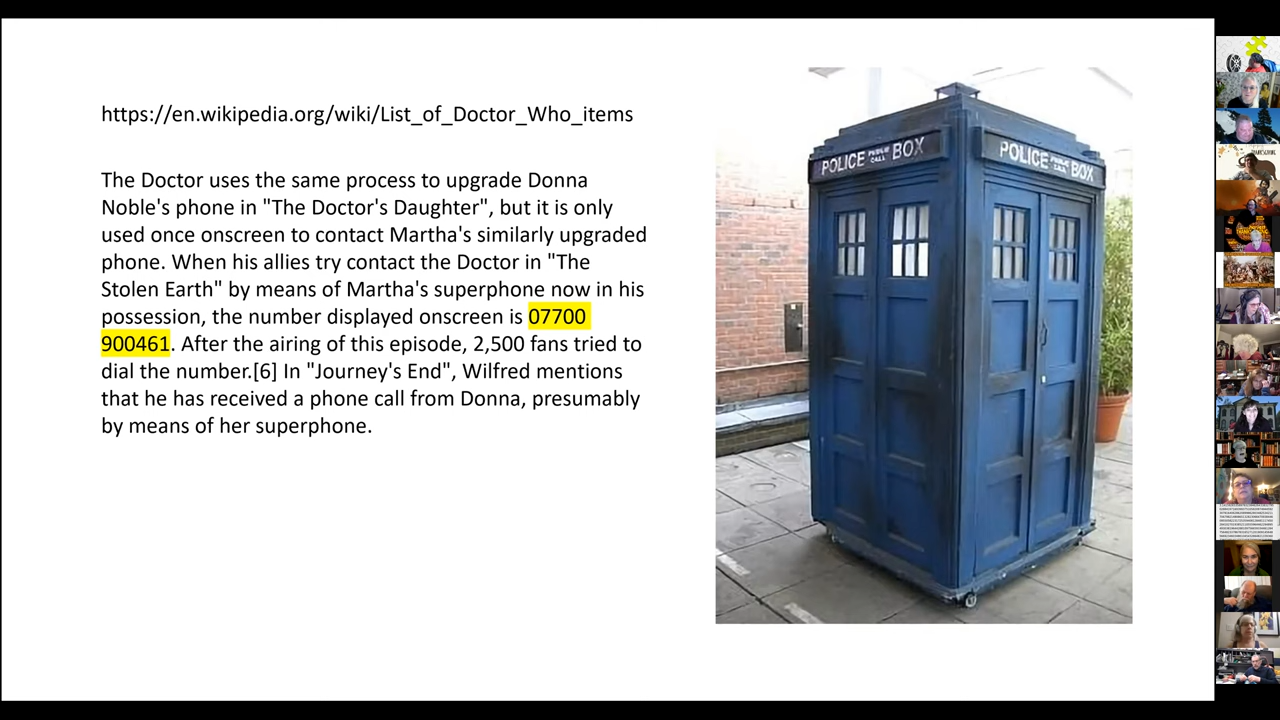 https://en.wikipedia.org/wiki/List_of_Doctor_Who_items
The Doctor uses the same process to upgrade Donna
Noble's phone in "The Doctor's Daughter", but it is only
used once onscreen to contact Martha's similarly upgraded
phone. When his allies try contact the Doctor in "The
Stolen Earth" by means of Martha's superphone now in his
possession, the number displayed onscreen is 07700
900461. After the airing of this episode, 2,500 fans tried to
dial the number.[6] In "Journey's End", Wilfred mentions
that he has received a phone call from Donna, presumably
by means of her superphone.
POLICE PUBLIC CALL BOX
POLICE PUBLIC CALL BOX